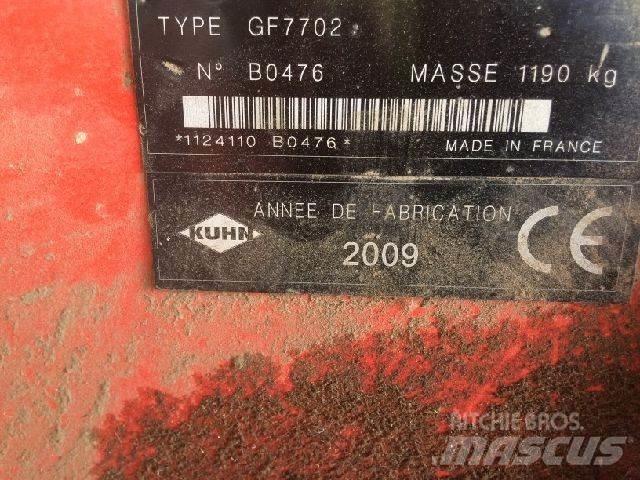 TYPE GF7702
N° B0476 MASSE 1190 kg
*1124110 B0476*
MADE IN FRANCE
KUHN
ANNEE DE FABRICATION
2009
CE
RITCHIE BROS.
MASCUS